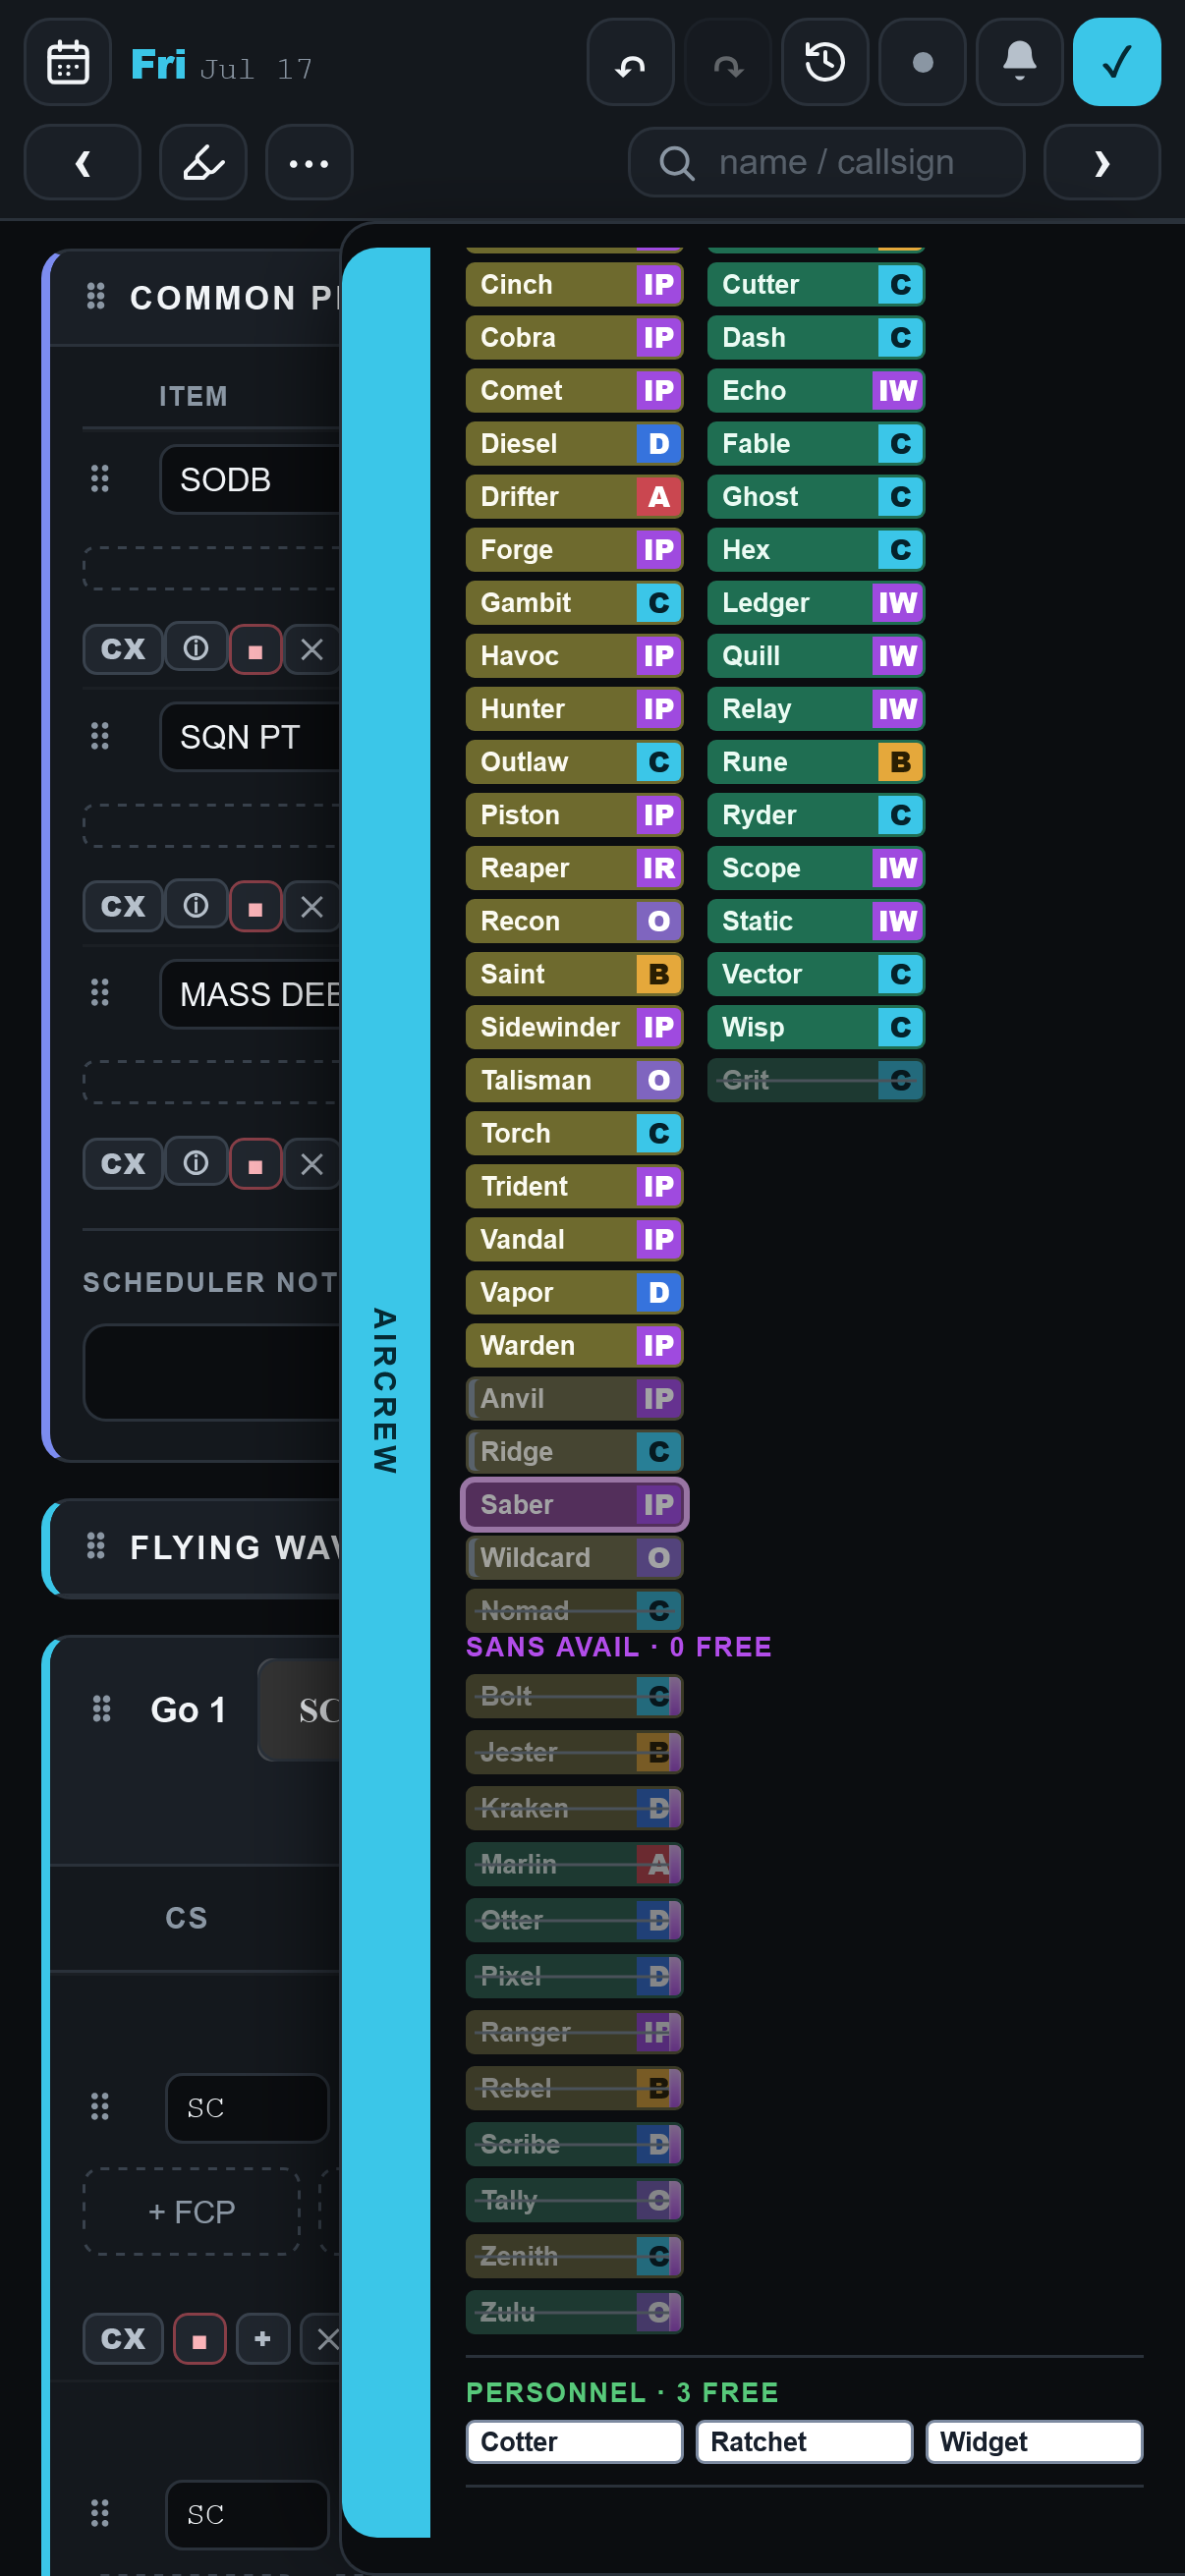 Fri Jul 17
name / callsign
COMMON P
ITEM
SODB
CX
SQN PT
CX
MASS DEE
CX
SCHEDULER NOT
FLYING WAV
Go 1 SC
CS
SC
+ FCP
CX
SC
AIRCREW
Cinch IP
Cobra IP
Comet IP
Diesel D
Drifter A
Forge IP
Gambit C
Havoc IP
Hunter IP
Outlaw C
Piston IP
Reaper IR
Recon O
Saint B
Sidewinder IP
Talisman O
Torch C
Trident IP
Vandal IP
Vapor D
Warden IP
Anvil IP
Ridge C
Saber IP
Wildcard O
Nomad C
Cutter C
Dash C
Echo IW
Fable C
Ghost C
Hex C
Ledger IW
Quill IW
Relay IW
Rune B
Ryder C
Scope IW
Static IW
Vector C
Wisp C
Grit C
SANS AVAIL · 0 FREE
Bolt C
Jester B
Kraken D
Marlin A
Otter D
Pixel D
Ranger IP
Rebel B
Scribe D
Tally O
Zenith C
Zulu O
PERSONNEL · 3 FREE
Cotter
Ratchet
Widget